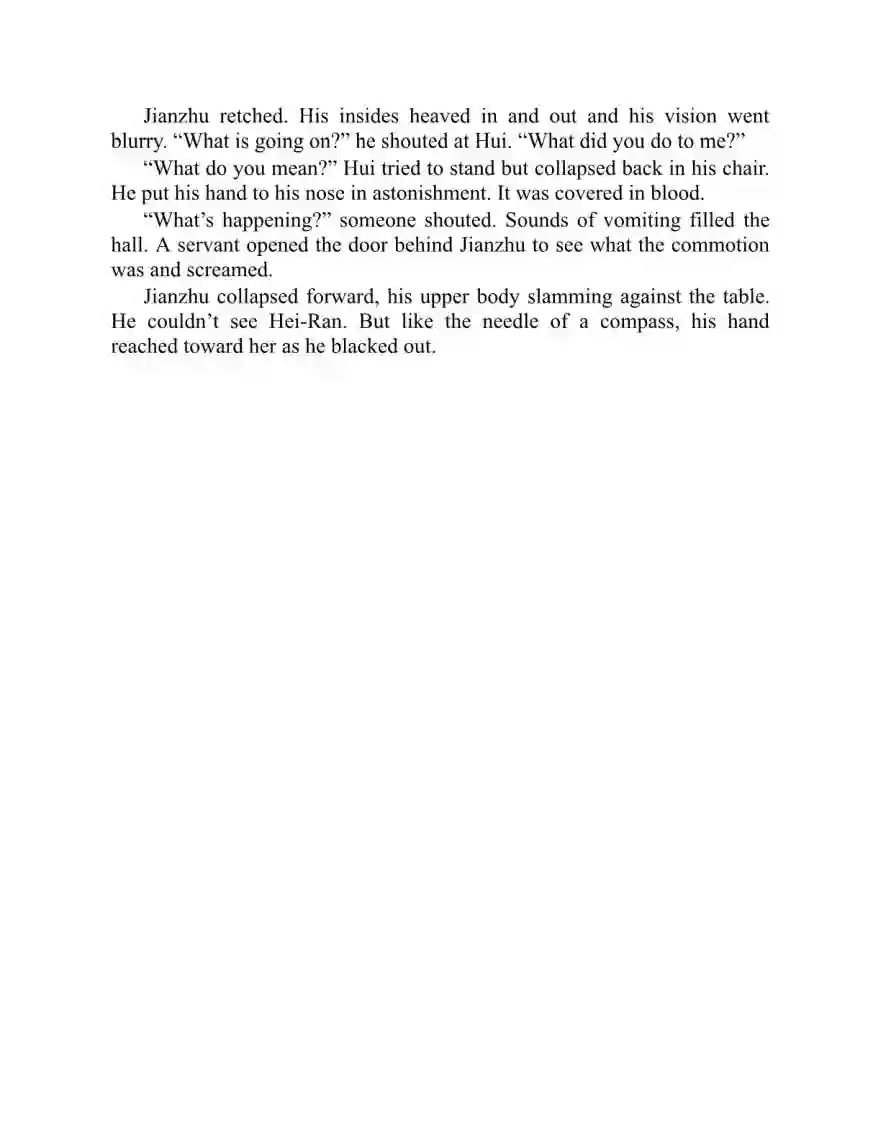 Jianzhu retched. His insides heaved in and out and his vision went
blurry. “What is going on?” he shouted at Hui. “What did you do to me?”
“What do you mean?” Hui tried to stand but collapsed back in his chair.
He put his hand to his nose in astonishment. It was covered in blood.
“What’s happening?” someone shouted. Sounds of vomiting filled the
hall. A servant opened the door behind Jianzhu to see what the commotion
was and screamed.
Jianzhu collapsed forward, his upper body slamming against the table.
He couldn’t see Hei-Ran. But like the needle of a compass, his hand
reached toward her as he blacked out.